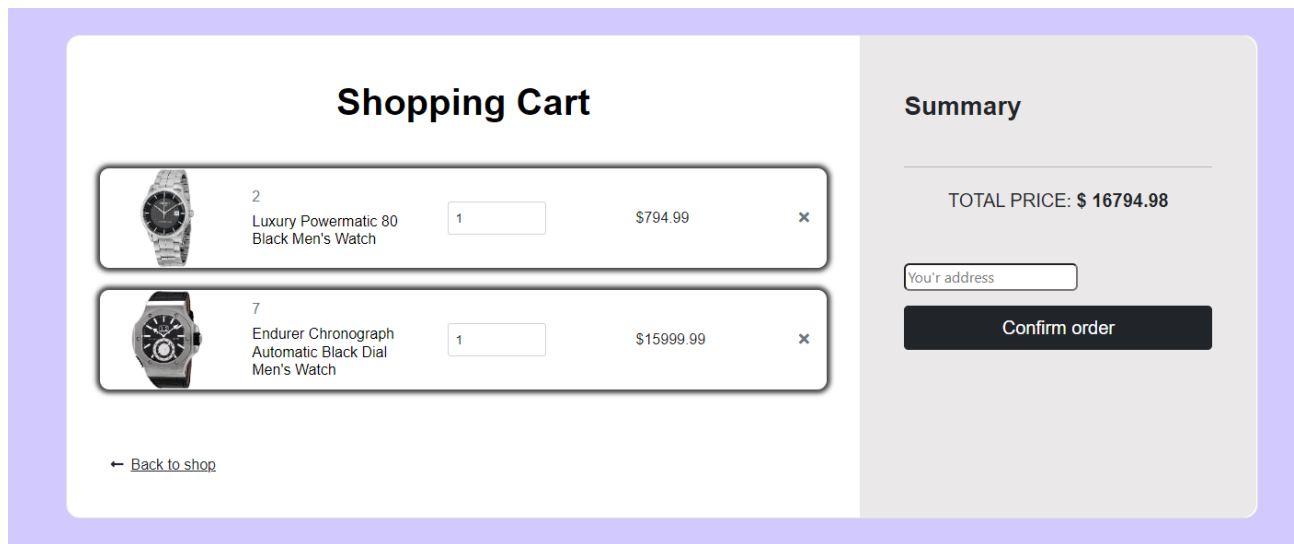 Shopping Cart
2
Luxury Powermatic 80
Black Men's Watch
1
$794.99
×
7
Endurer Chronograph
Automatic Black Dial
Men's Watch
1
$15999.99
×
← Back to shop
Summary
TOTAL PRICE: $ 16794.98
You'r address
Confirm order